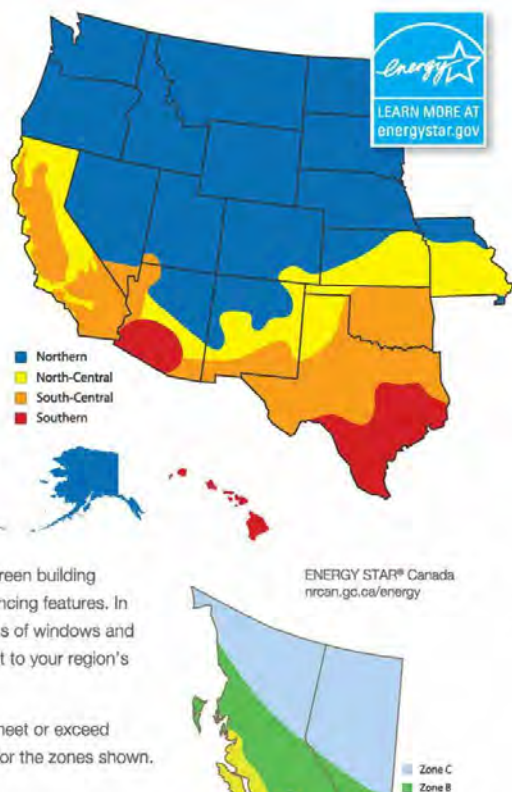 energy
LEARN MORE AT
energystar.gov
Northern
North-Central
South-Central
Southern
reen building
ncing features. In
s of windows and
t to your region's
neet or exceed
or the zones shown.
ENERGY STAR® Canada
nrcan.gc.ca/energy
Zone C
Zone B